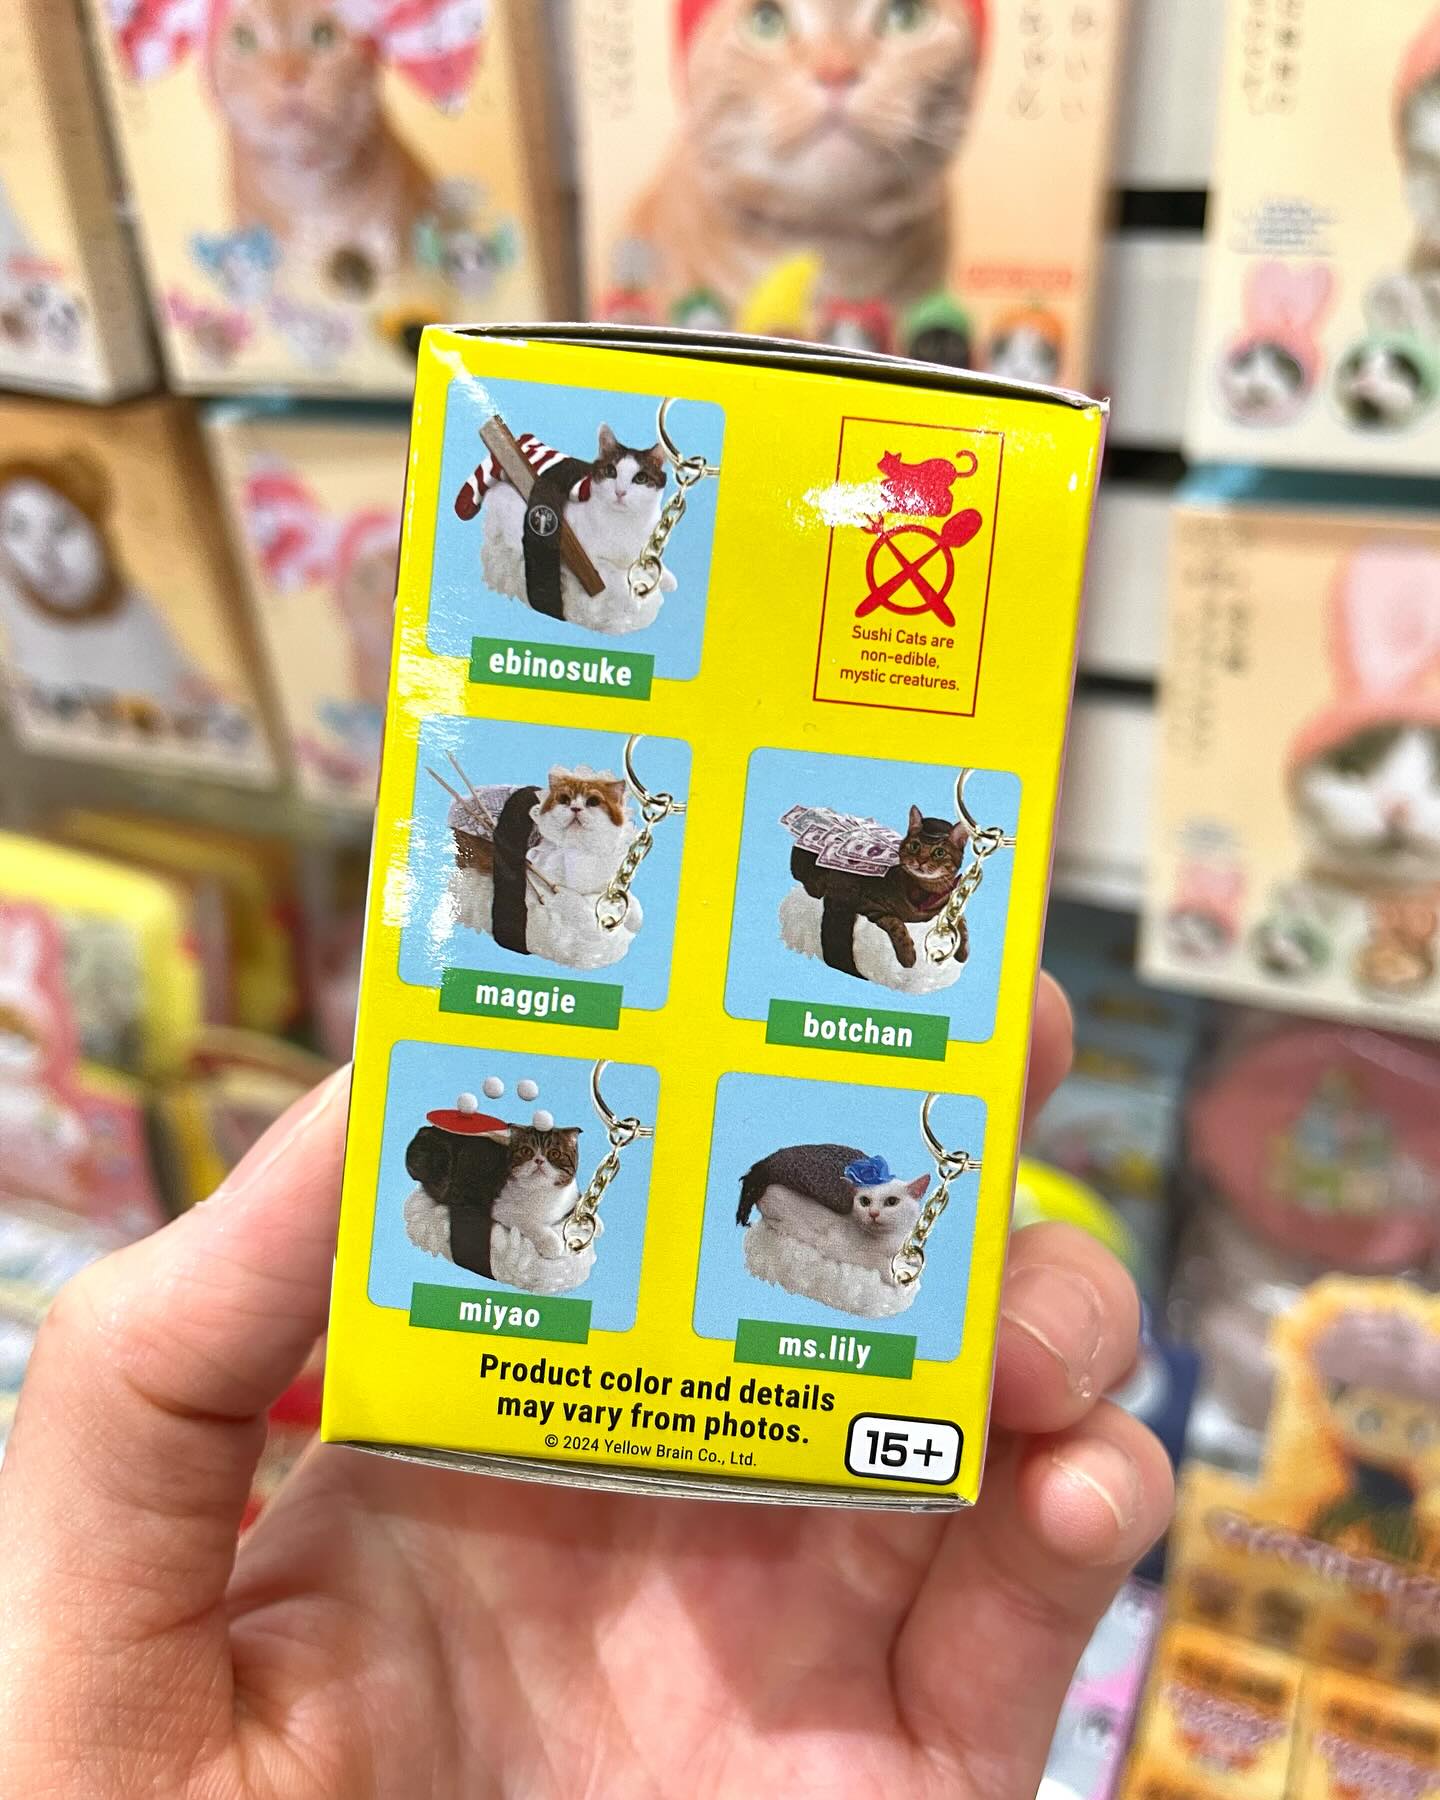 ebinosuke
Sushi Cats are
non-edible,
mystic creatures.
maggie
botchan
miyao
ms.lily
Product color and details
may vary from photos.
© 2024 Yellow Brain Co., Ltd.
15+